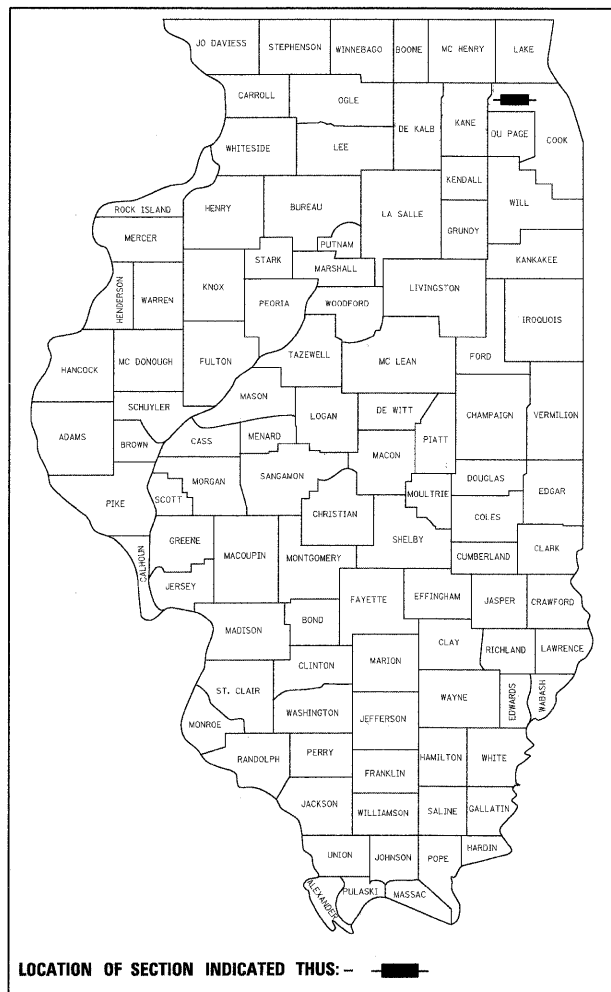 JO DAVIESS STEPHENSON WINNEBAGO BOONE MC HENRY LAKE
CARROLL OGLE DE KALB KANE DU PAGE COOK
WHITESIDE LEE
KENDALL
WILL
ROCK ISLAND HENRY BUREAU LA SALLE GRUNDY
MERCER PUTNAM
STARK MARSHALL KANKAKEE
HENDERSON WARREN KNOX PEORIA WOODFORD LIVINGSTON IROQUOIS
HANCOCK MC DONOUGH FULTON TAZEWELL MC LEAN FORD
MASON
SCHUYLER LOGAN DE WITT CHAMPAIGN VERMILION
ADAMS BROWN CASS MENARD PIATT
MACON
PIKE SCOTT MORGAN SANGAMON MOULTRIE DOUGLAS EDGAR
CHRISTIAN COLES
CALHOUN GREENE MACOUPIN MONTGOMERY SHELBY CUMBERLAND CLARK
JERSEY
FAYETTE EFFINGHAM JASPER CRAWFORD
MADISON BOND
CLAY RICHLAND LAWRENCE
CLINTON MARION
ST. CLAIR WAYNE EDWARDS WABASH
MONROE WASHINGTON JEFFERSON
RANDOLPH PERRY HAMILTON WHITE
FRANKLIN
JACKSON WILLIAMSON SALINE GALLATIN
UNION JOHNSON POPE HARDIN
ALEXANDER PULASKI MASSAC
LOCATION OF SECTION INDICATED THUS: -